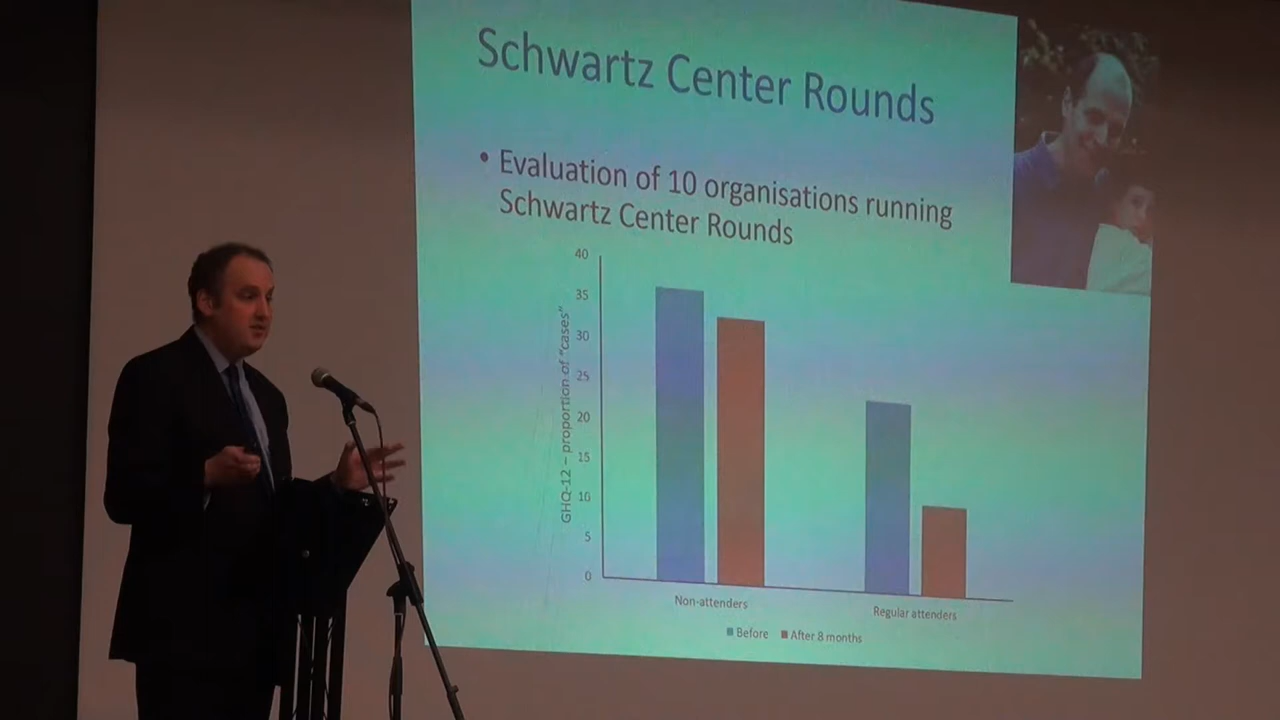 Schwartz Center Rounds
• Evaluation of 10 organisations running
Schwartz Center Rounds
GHQ-12 – proportion of "cases"
40
35
30
25
20
15
10
5
0
Non-attenders
Regular attenders
Before
After 8 months